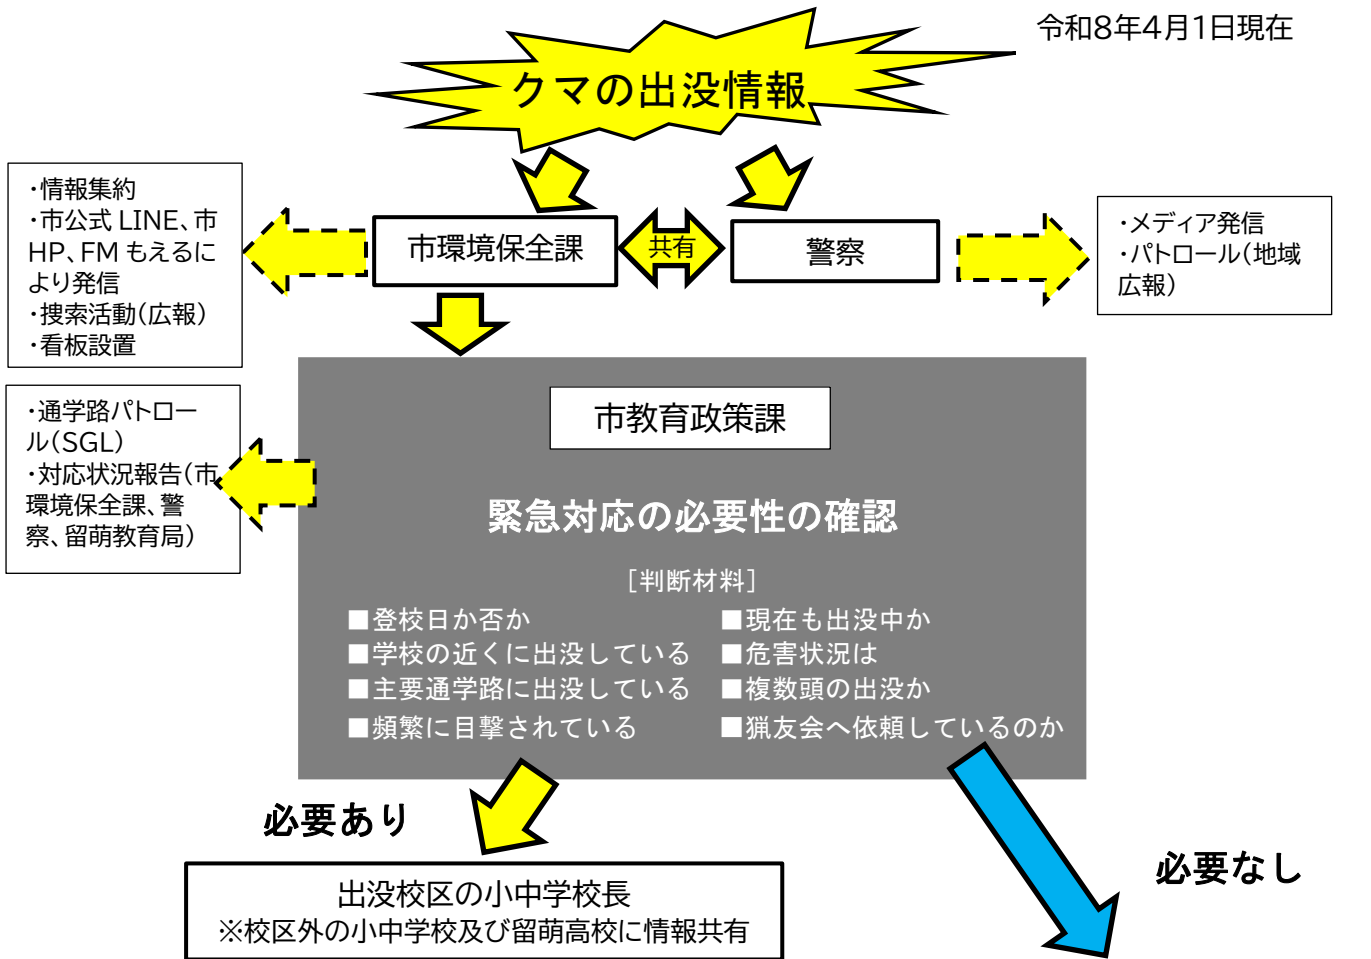 令和8年4月1日現在
クマの出没情報
・情報集約
・市公式 LINE、市
HP、FM もえるに
より発信
・捜索活動(広報)
・看板設置
市環境保全課
共有
警察
・メディア発信
・パトロール(地域
広報)
・通学路パトロー
ル(SGL)
・対応状況報告(市
環境保全課、警
察、留萌教育局)
市教育政策課
緊急対応の必要性の確認
[判断材料]
■登校日か否か
■学校の近くに出没している
■主要通学路に出没している
■頻繁に目撃されている
■現在も出没中か
■危害状況は
■複数頭の出没か
■猟友会へ依頼しているのか
必要あり
必要なし
出没校区の小中学校長
※校区外の小中学校及び留萌高校に情報共有